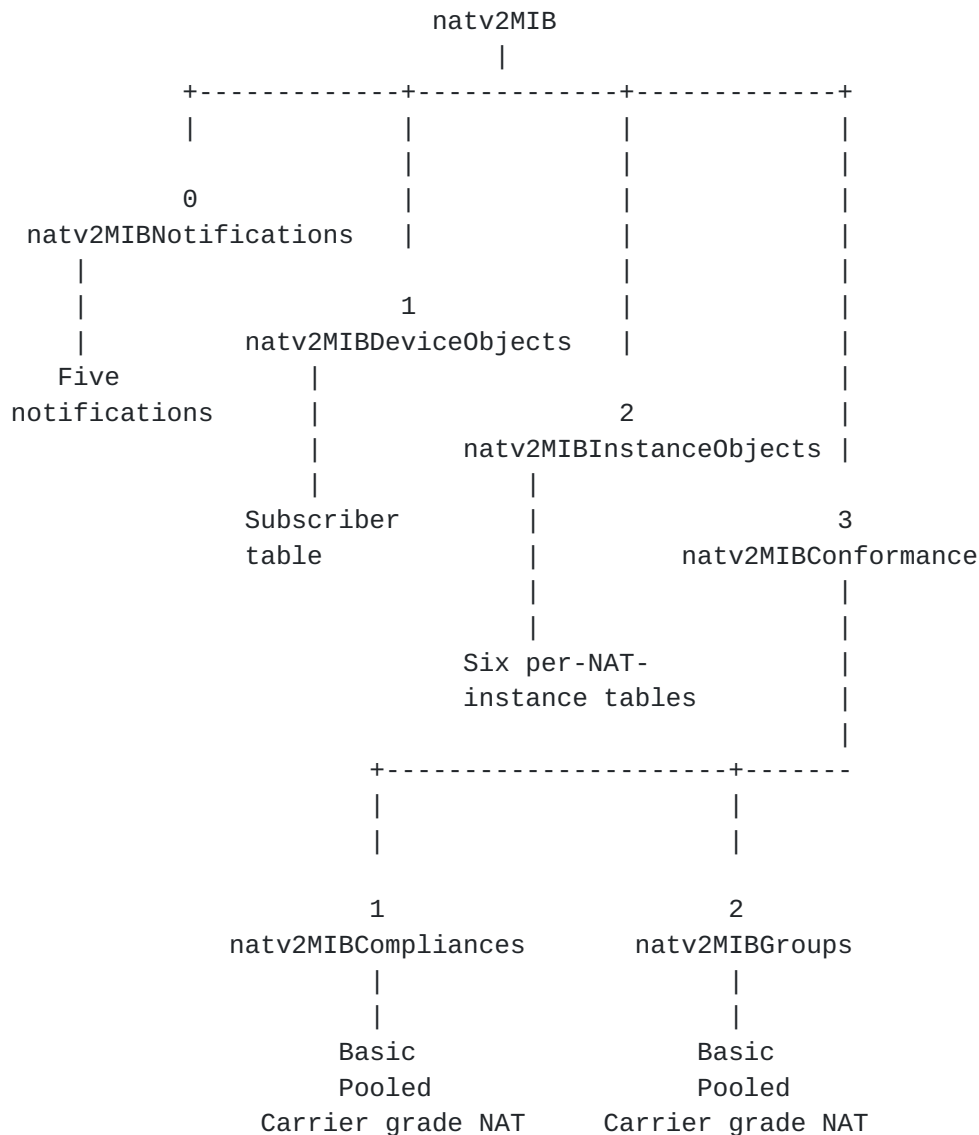 natv2MIB
0
natv2MIBNotifications
1
natv2MIBDeviceObjects
Five
notifications
2
natv2MIBInstanceObjects
Subscriber
table
3
natv2MIBConformance
Six per-NAT-
instance tables
1 2
natv2MIBCompliances natv2MIBGroups
Basic Basic
Pooled Pooled
Carrier grade NAT Carrier grade NAT